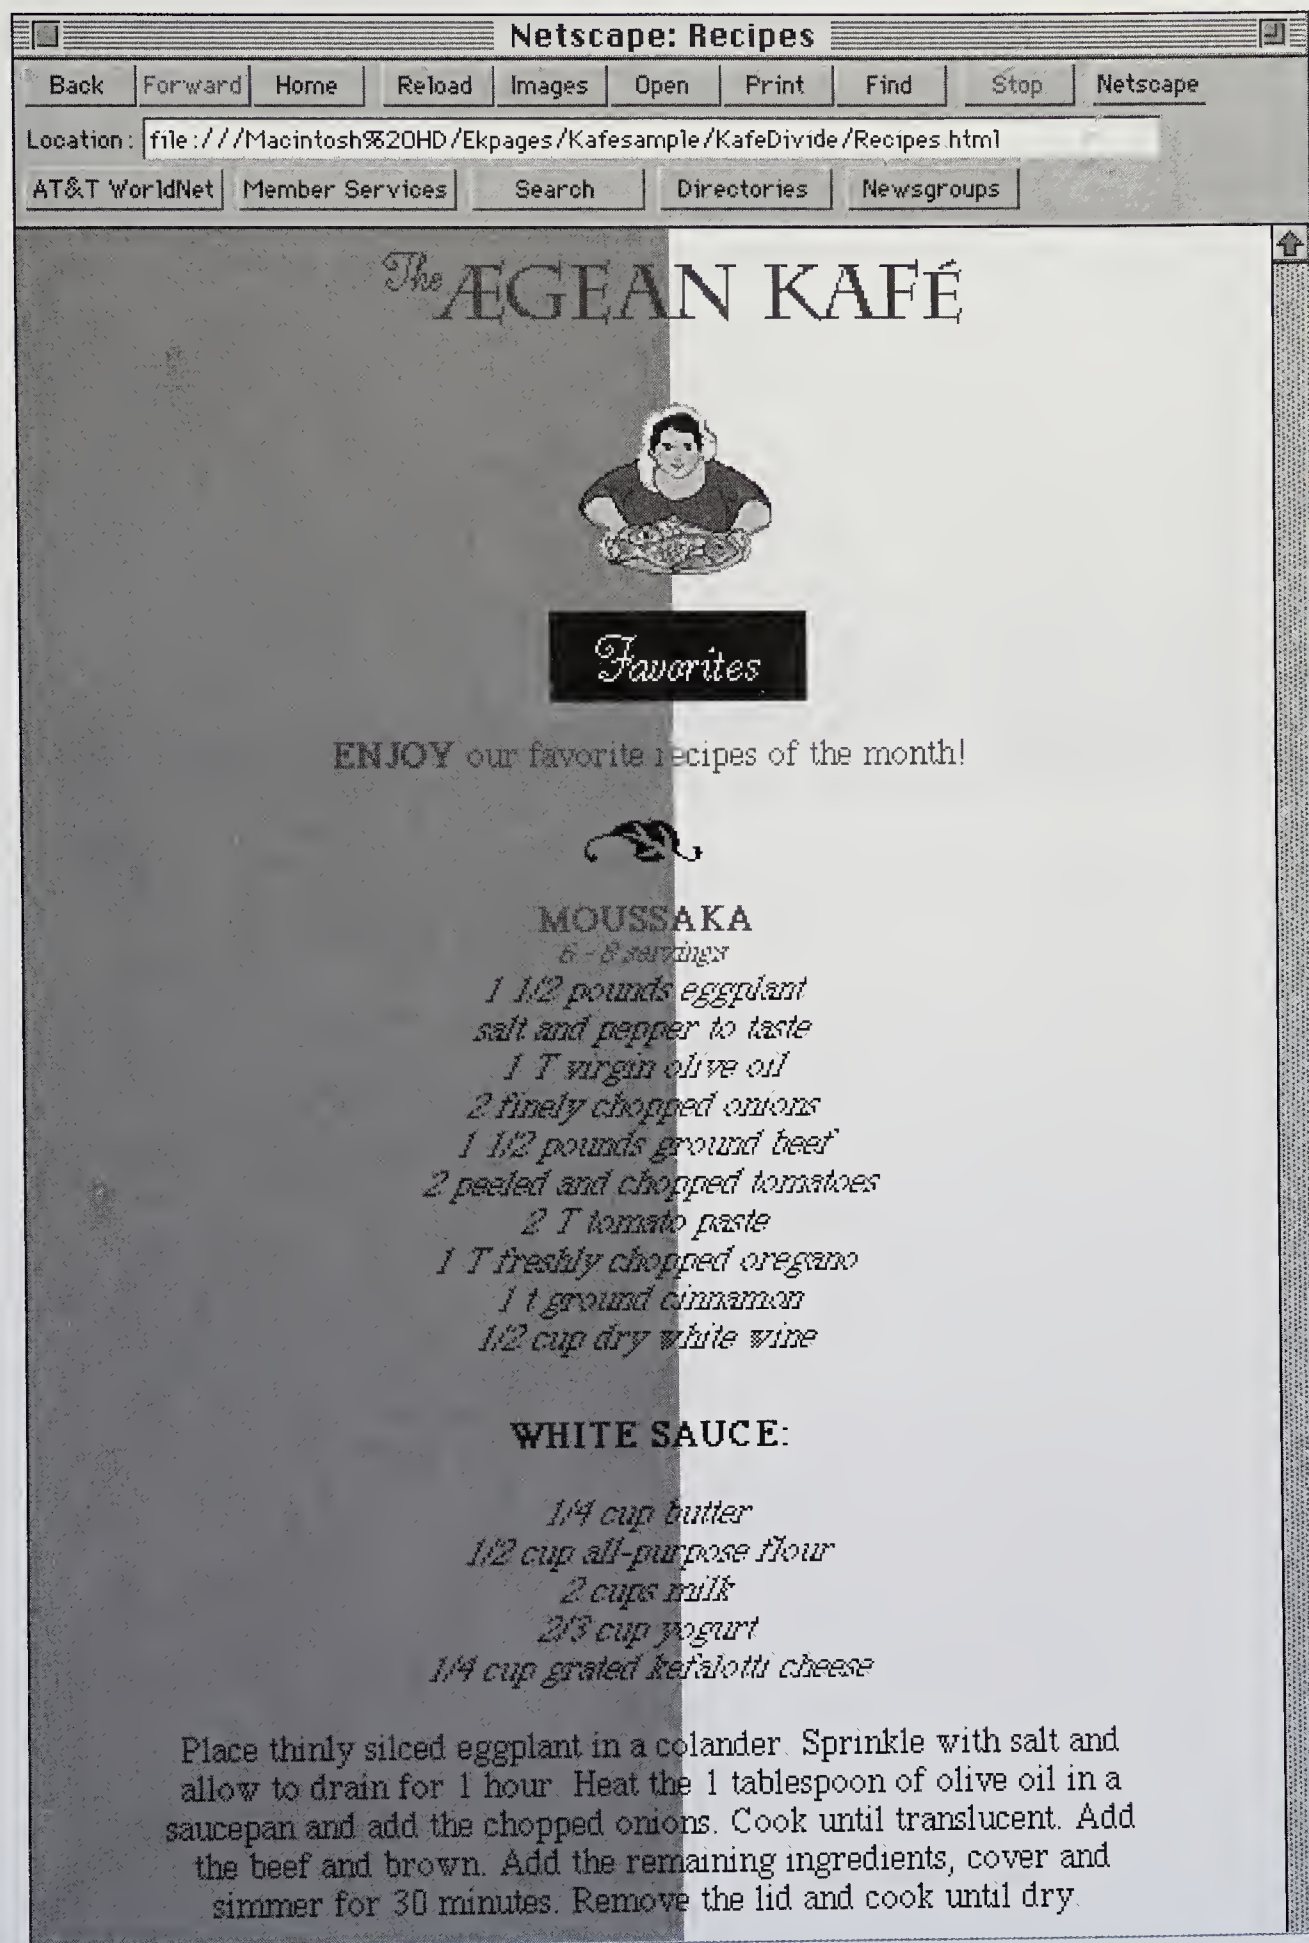 Netscape: Recipes
Back Forward Home Reload Images Open Print Find Stop Netscape
Location: file:///Macintosh%20HD/Ekpages/Kafesample/KafeDivide/Recipes.html
AT&T WorldNet Member Services Search Directories Newsgroups
The ÆGEAN KAFÉ
Favorites
ENJOY our favorite recipes of the month!
MOUSSAKA
6 - 8 servings
1 1/2 pounds eggplant
salt and pepper to taste
1 T virgin olive oil
2 finely chopped onions
1 1/2 pounds ground beef
2 peeled and chopped tomatoes
2 T tomato paste
1 T freshly chopped oregano
1 t ground cinnamon
1/2 cup dry white wine
WHITE SAUCE:
1/4 cup butter
1/2 cup all-purpose flour
2 cups milk
2/3 cup yogurt
1/4 cup grated kefalotti cheese
Place thinly silced eggplant in a colander. Sprinkle with salt and
allow to drain for 1 hour. Heat the 1 tablespoon of olive oil in a
saucepan and add the chopped onions. Cook until translucent. Add
the beef and brown. Add the remaining ingredients, cover and
simmer for 30 minutes. Remove the lid and cook until dry.